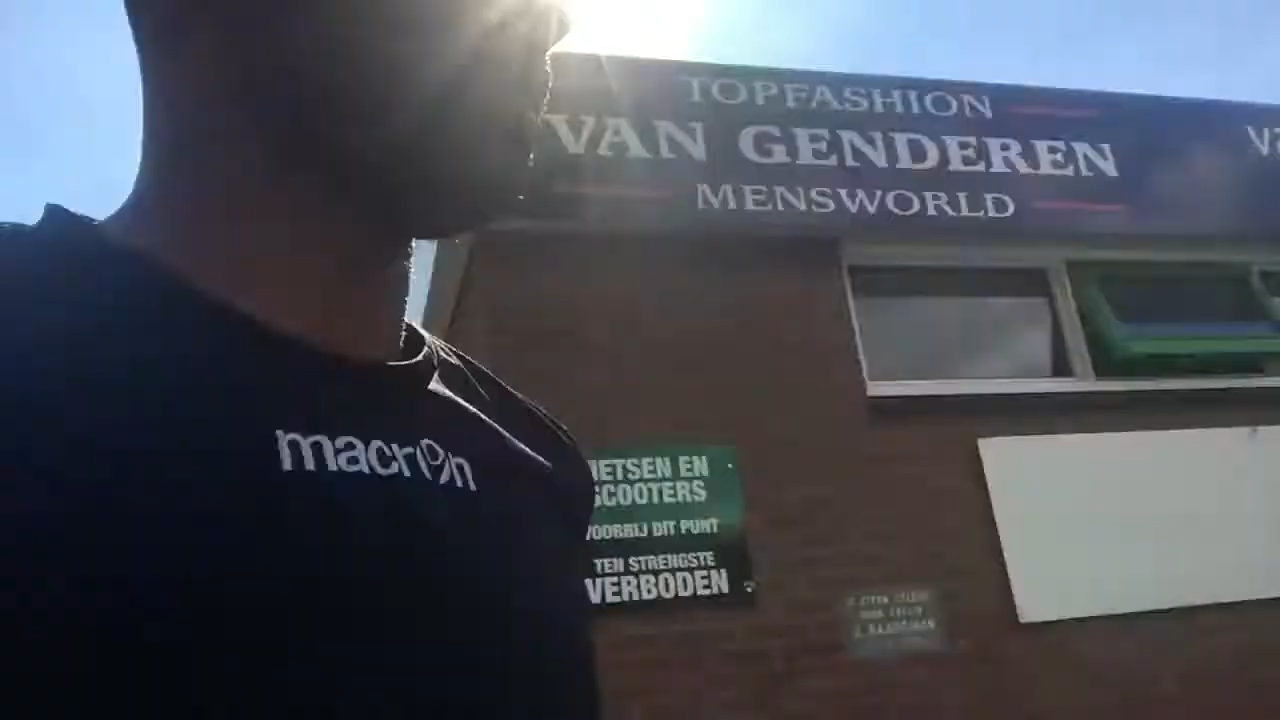 TOPFASHION
VAN GENDEREN
MENSWORLD
macron
IETSEN EN
SCOOTERS
VOORBIJ DIT PUNT
TEN STRENGSTE
VERBODEN